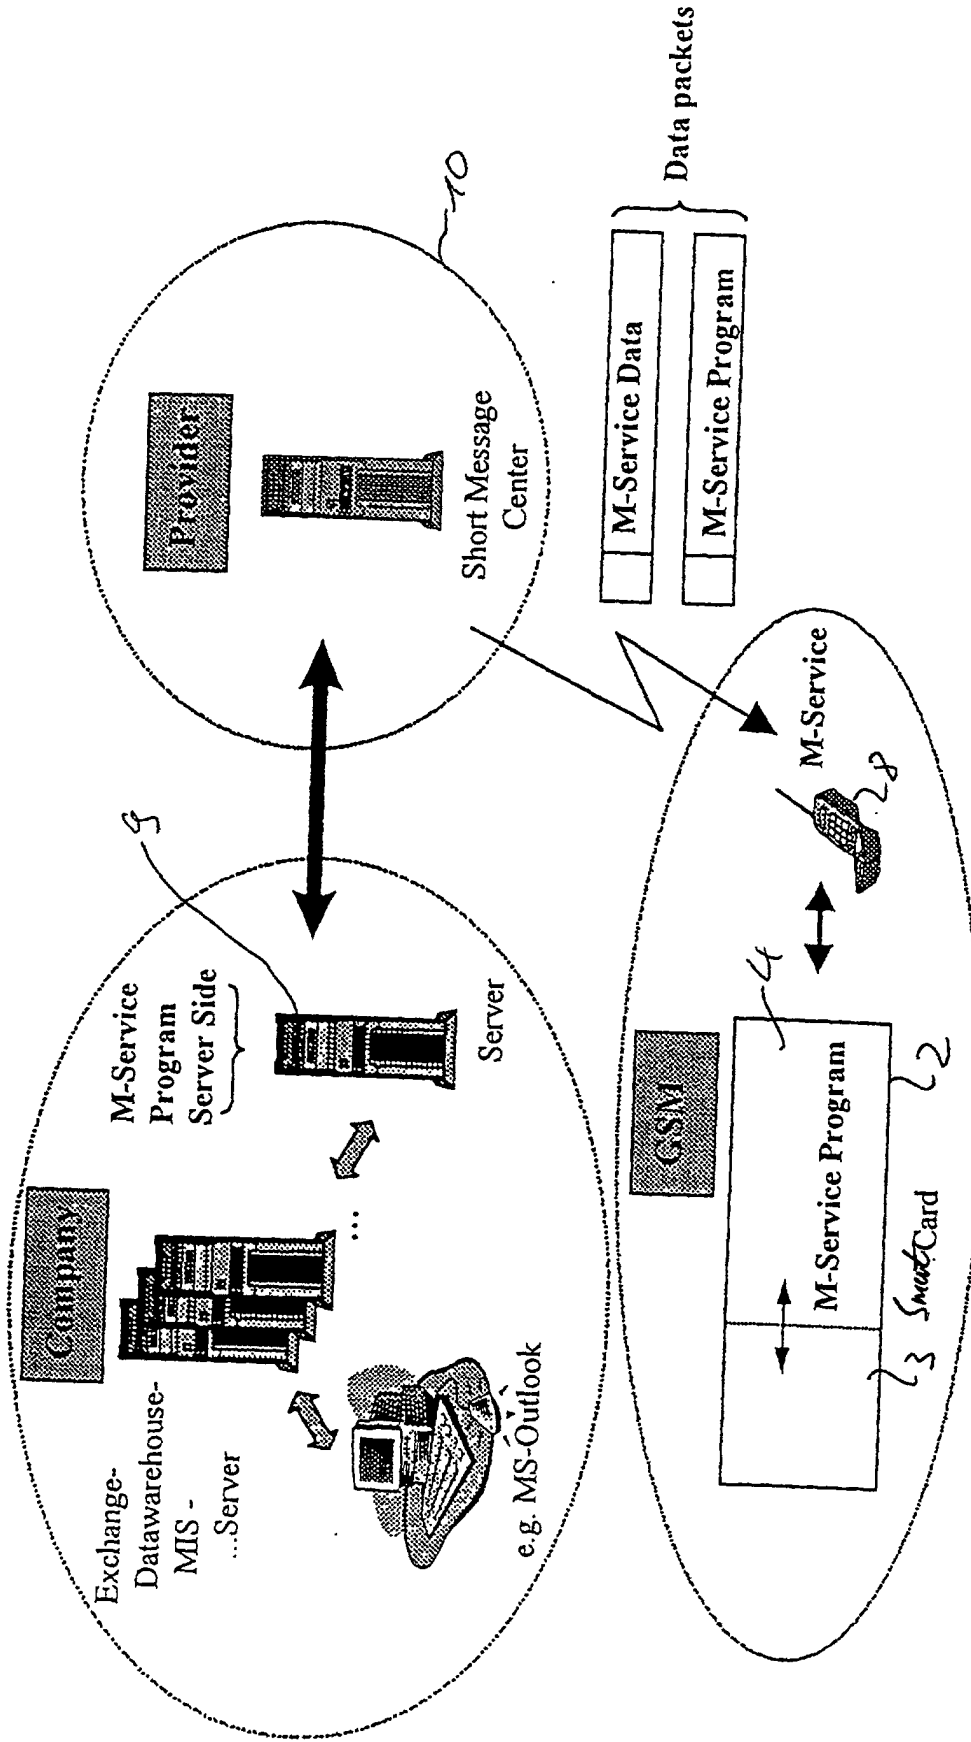 Company
Exchange-
Datawarehouse-
MIS -
...Server
M-Service
Program
Server Side
9
...
Server
e.g. MS-Outlook
Provider
Short Message
Center
10
GSM
M-Service Program
4
3
Smart Card
2
M-Service
28
M-Service Data
M-Service Program
Data packets